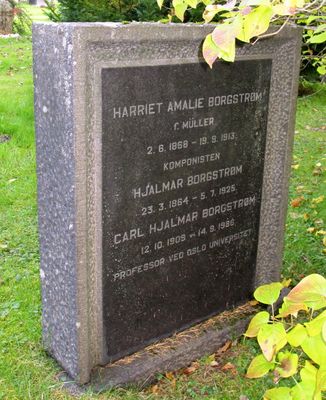 HARRIET AMALIE BORGSTRØM
F. MÜLLER
2. 6. 1868 - 19. 9. 1913.
KOMPONISTEN
HJALMAR BORGSTRØM
23. 3. 1864 - 5. 7. 1925.
CARL HJALMAR BORGSTRØM
12. 10. 1909 - 14. 9. 1986.
PROFESSOR VED OSLO UNIVERSITET